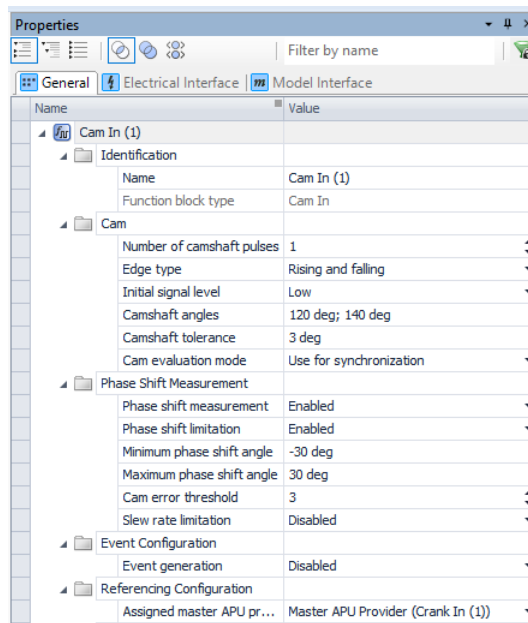 Properties
Filter by name
General Electrical Interface m Model Interface
Name Value
Cam In (1)
Identification
Name Cam In (1)
Function block type Cam In
Cam
Number of camshaft pulses 1
Edge type Rising and falling
Initial signal level Low
Camshaft angles 120 deg; 140 deg
Camshaft tolerance 3 deg
Cam evaluation mode Use for synchronization
Phase Shift Measurement
Phase shift measurement Enabled
Phase shift limitation Enabled
Minimum phase shift angle -30 deg
Maximum phase shift angle 30 deg
Cam error threshold 3
Slew rate limitation Disabled
Event Configuration
Event generation Disabled
Referencing Configuration
Assigned master APU pr... Master APU Provider (Crank In (1))